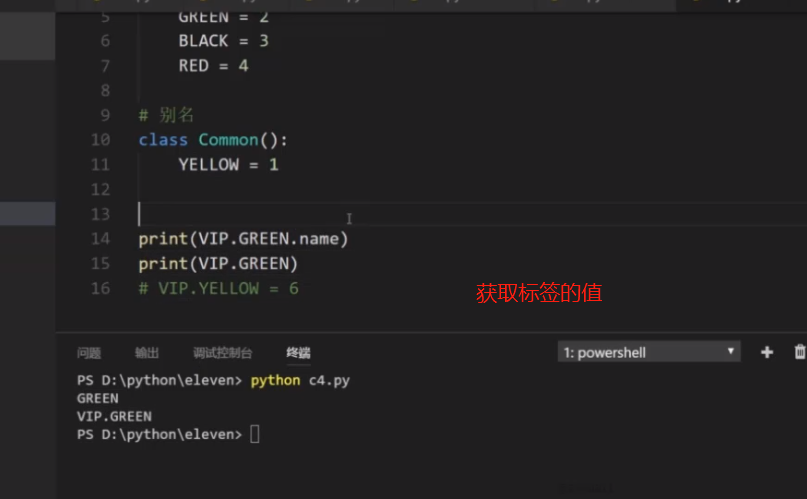 5 GREEN = 2
6 BLACK = 3
7 RED = 4
8
9 # 别名
10 class Common():
11 YELLOW = 1
12
13
14 print(VIP.GREEN.name)
15 print(VIP.GREEN)
16 # VIP.YELLOW = 6
获取标签的值
问题 输出 调试控制台 终端 1: powershell
PS D:\python\eleven> python c4.py
GREEN
VIP.GREEN
PS D:\python\eleven>